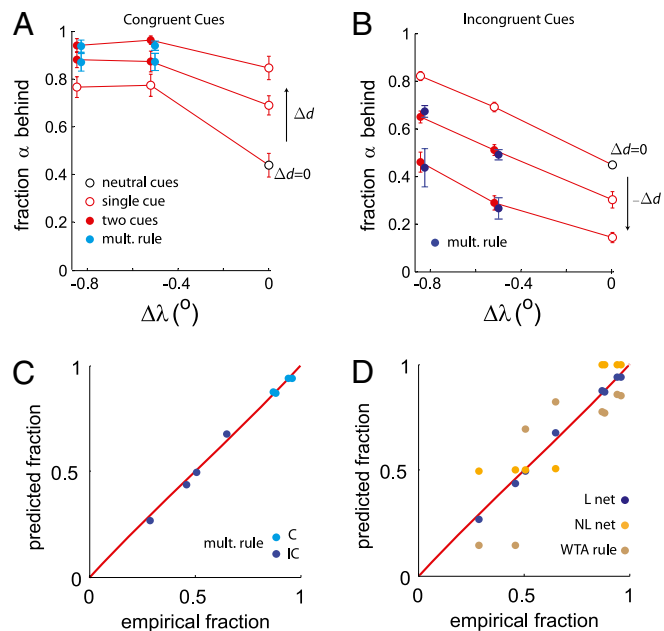 A
Congruent Cues
fraction α behind
1
0.8
0.6
0.4
0.2
0
Δd
Δd=0
neutral cues
single cue
two cues
mult. rule
-0.8
-0.4
0
Δλ (°)
B
Incongruent Cues
fraction α behind
1
0.8
0.6
0.4
0.2
0
Δd=0
-Δd
mult. rule
-0.8
-0.4
0
Δλ (°)
C
predicted fraction
1
0.5
mult. rule
C
IC
0
0.5
1
empirical fraction
D
predicted fraction
1
0.5
L net
NL net
WTA rule
0
0.5
1
empirical fraction